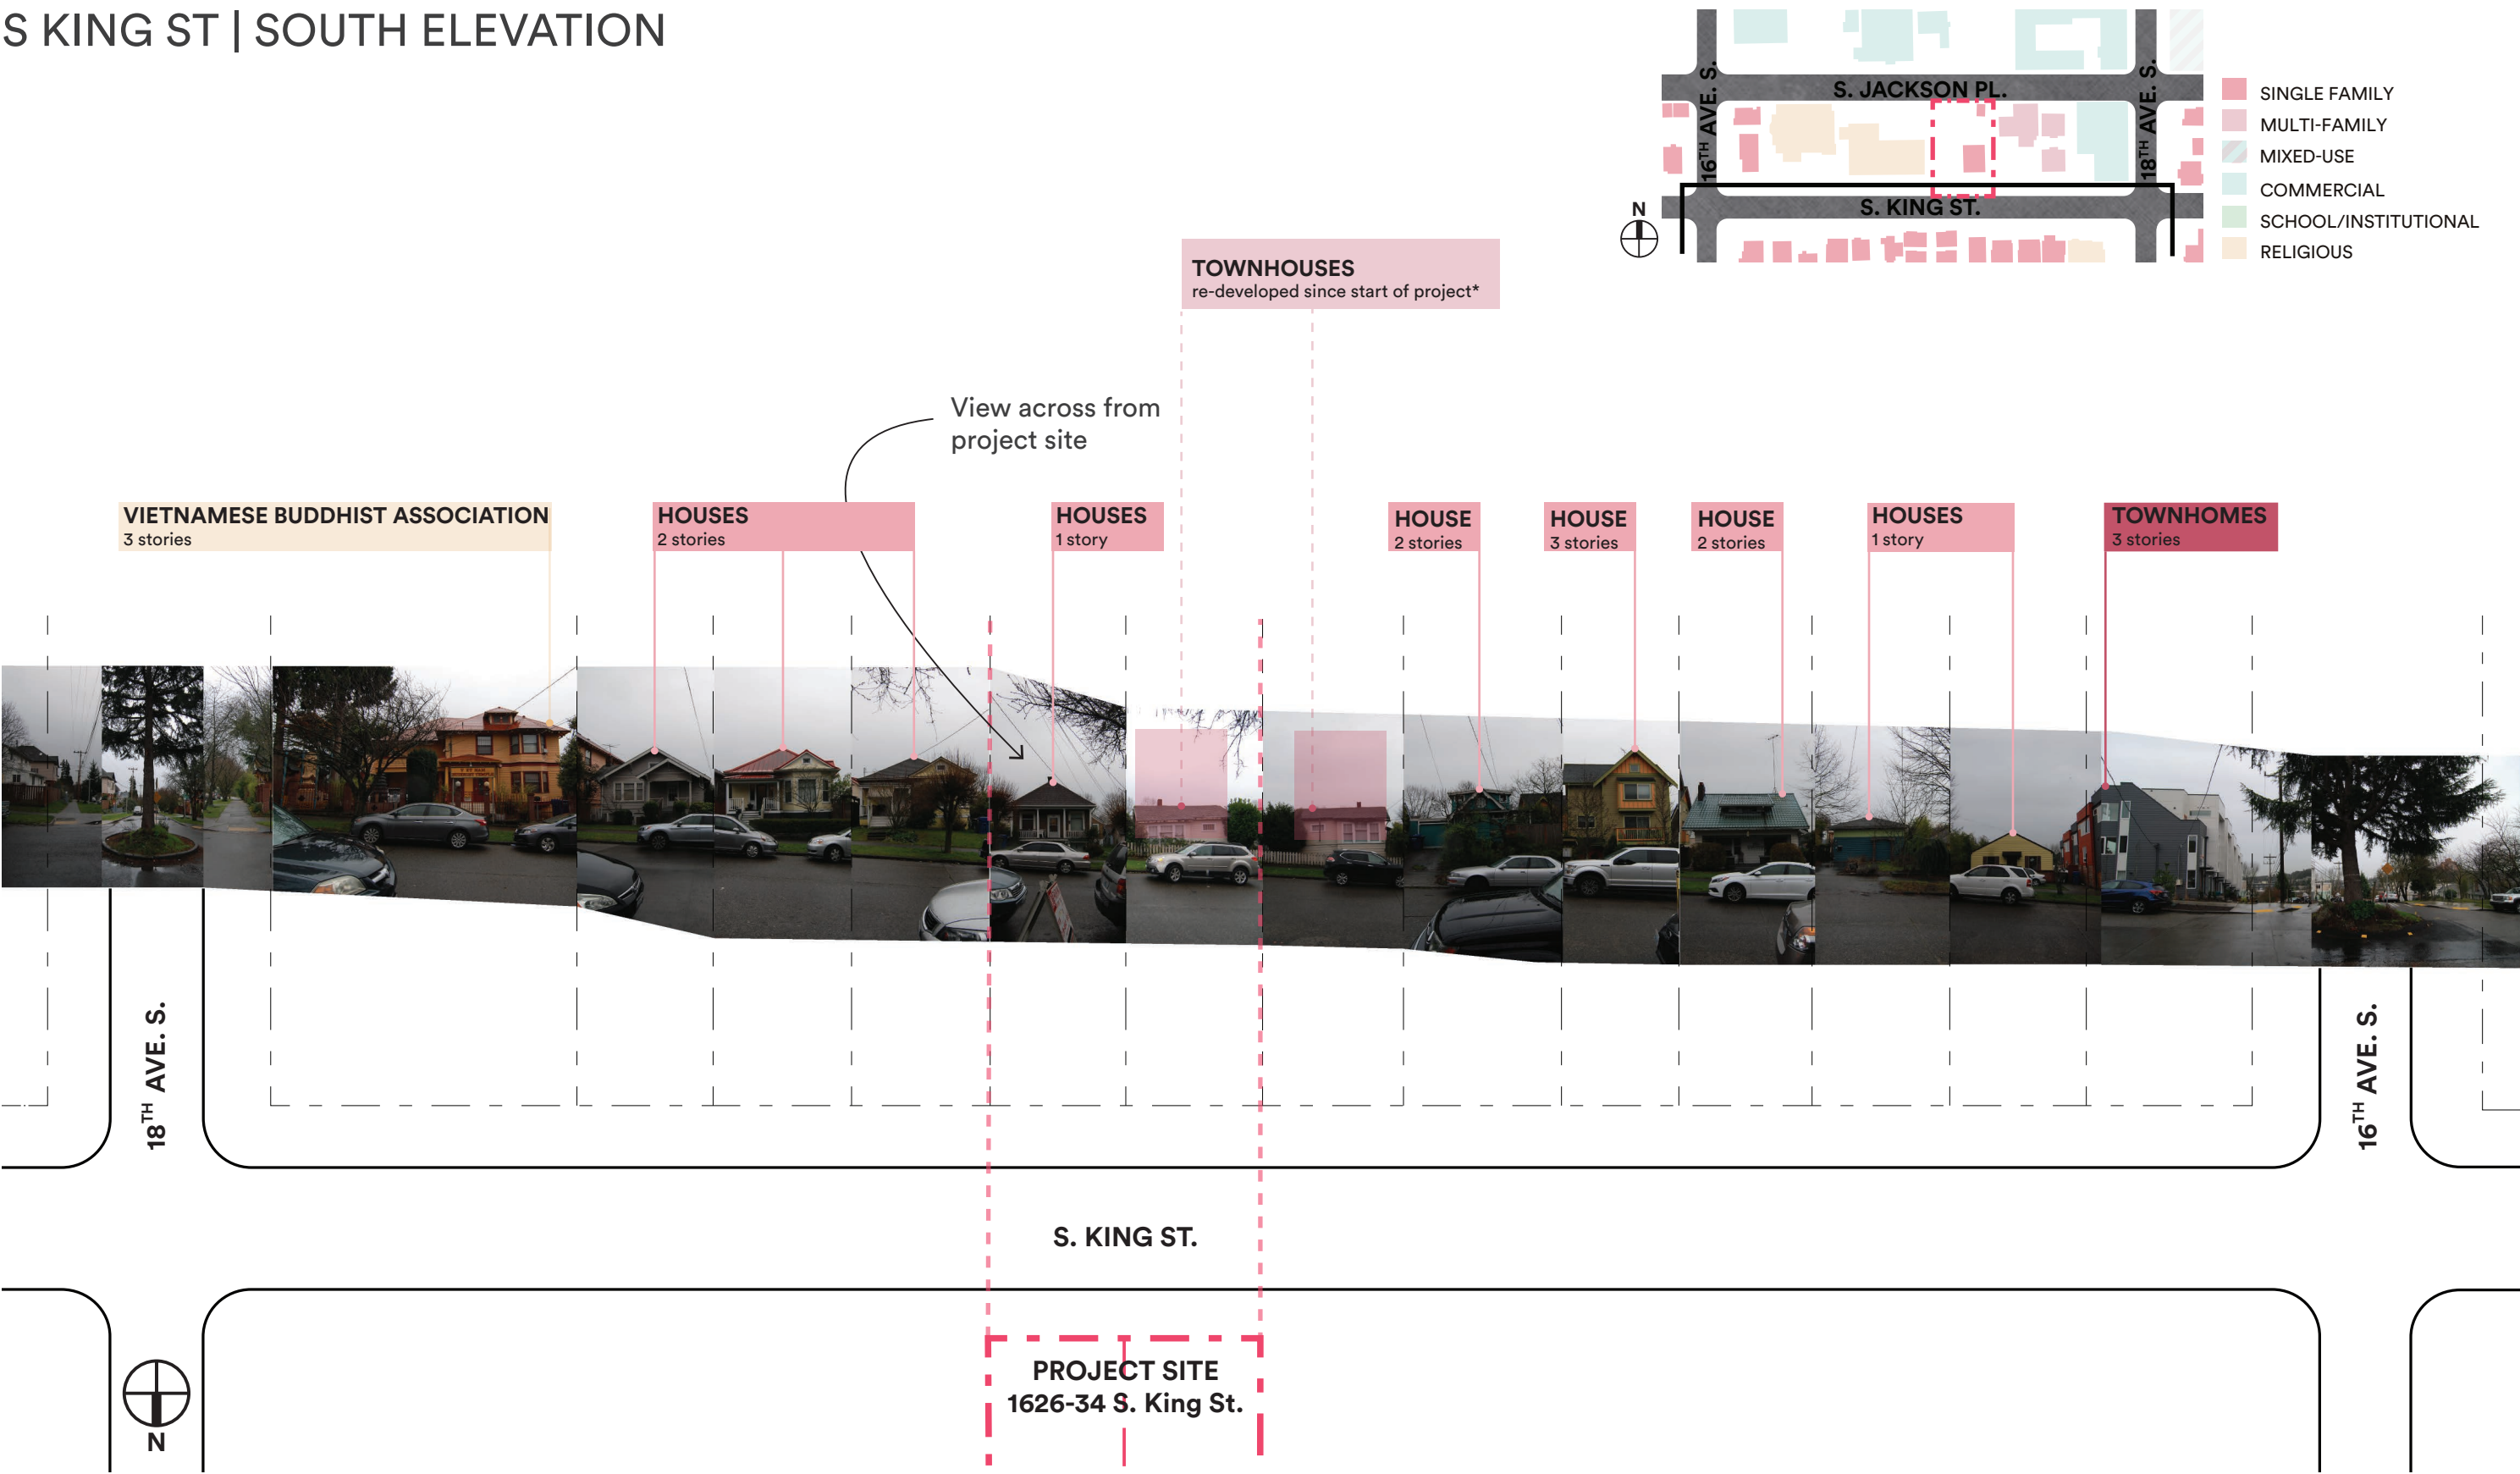 S KING ST | SOUTH ELEVATION
16TH AVE. S.
S. JACKSON PL.
18TH AVE. S.
S. KING ST.
N
SINGLE FAMILY
MULTI-FAMILY
MIXED-USE
COMMERCIAL
SCHOOL/INSTITUTIONAL
RELIGIOUS
TOWNHOUSES
re-developed since start of project*
View across from
project site
VIETNAMESE BUDDHIST ASSOCIATION
3 stories
HOUSES
2 stories
HOUSES
1 story
HOUSE
2 stories
HOUSE
3 stories
HOUSE
2 stories
HOUSES
1 story
TOWNHOMES
3 stories
18TH AVE. S.
16TH AVE. S.
S. KING ST.
PROJECT SITE
1626-34 S. King St.
N